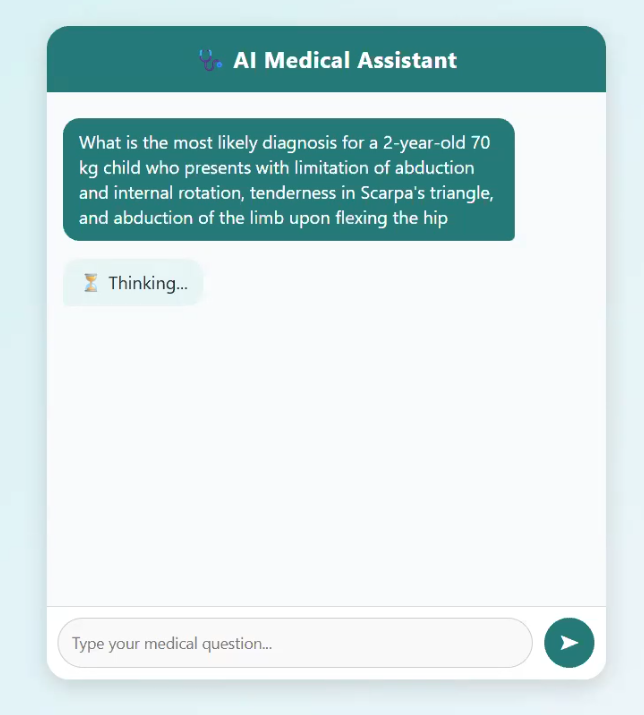 🩺 AI Medical Assistant
What is the most likely diagnosis for a 2-year-old 70
kg child who presents with limitation of abduction
and internal rotation, tenderness in Scarpa's triangle,
and abduction of the limb upon flexing the hip
⏳ Thinking...
Type your medical question...